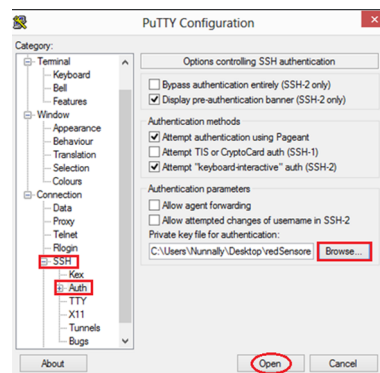 PuTTY Configuration
Category:
Terminal
Keyboard
Bell
Features
Window
Appearance
Behaviour
Translation
Selection
Colours
Connection
Data
Proxy
Telnet
Rlogin
SSH
Kex
Auth
TTY
X11
Tunnels
Bugs
Options controlling SSH authentication
Bypass authentication entirely (SSH-2 only)
Display pre-authentication banner (SSH-2 only)
Authentication methods
Attempt authentication using Pageant
Attempt TIS or CryptoCard auth (SSH-1)
Attempt "keyboard-interactive" auth (SSH-2)
Authentication parameters
Allow agent forwarding
Allow attempted changes of username in SSH-2
Private key file for authentication:
C:\Users\Nunnally\Desktop\redSensore Browse...
About Open Cancel